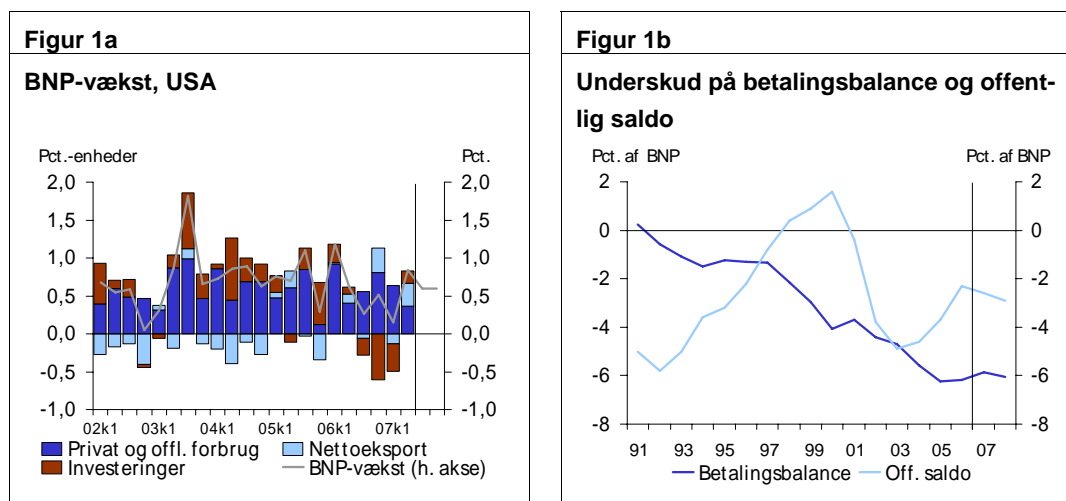 Figur 1a
BNP-vækst, USA
Pct.-enheder Pct.
2,0 2,0
1,5 1,5
1,0 1,0
0,5 0,5
0,0 0,0
-0,5 -0,5
-1,0 -1,0
02k1 03k1 04k1 05k1 06k1 07k1
Privat og offl. forbrug Nettoeksport
Investeringer BNP-vækst (h. akse)
Figur 1b
Underskud på betalingsbalance og offent-
lig saldo
Pct. af BNP Pct. af BNP
2 2
0 0
-2 -2
-4 -4
-6 -6
-8 -8
91 93 95 97 99 01 03 05 07
Betalingsbalance Off. saldo